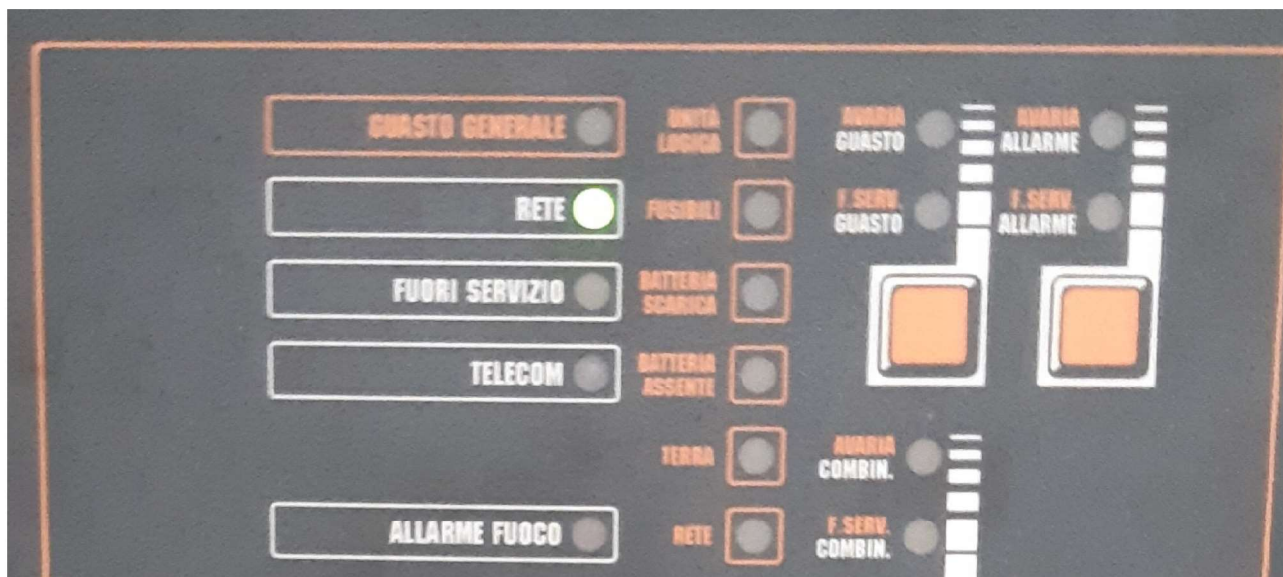 GUASTO GENERALE
RETE
FUORI SERVIZIO
TELECOM
ALLARME FUOCO
UNITÀ
LOGICA
FUSIBILI
BATTERIA
SCARICA
BATTERIA
ASSENTE
TERRA
RETE
AVARIA
GUASTO
F.SERV.
GUASTO
AVARIA
ALLARME
F.SERV.
ALLARME
AVARIA
COMBIN.
F.SERV.
COMBIN.